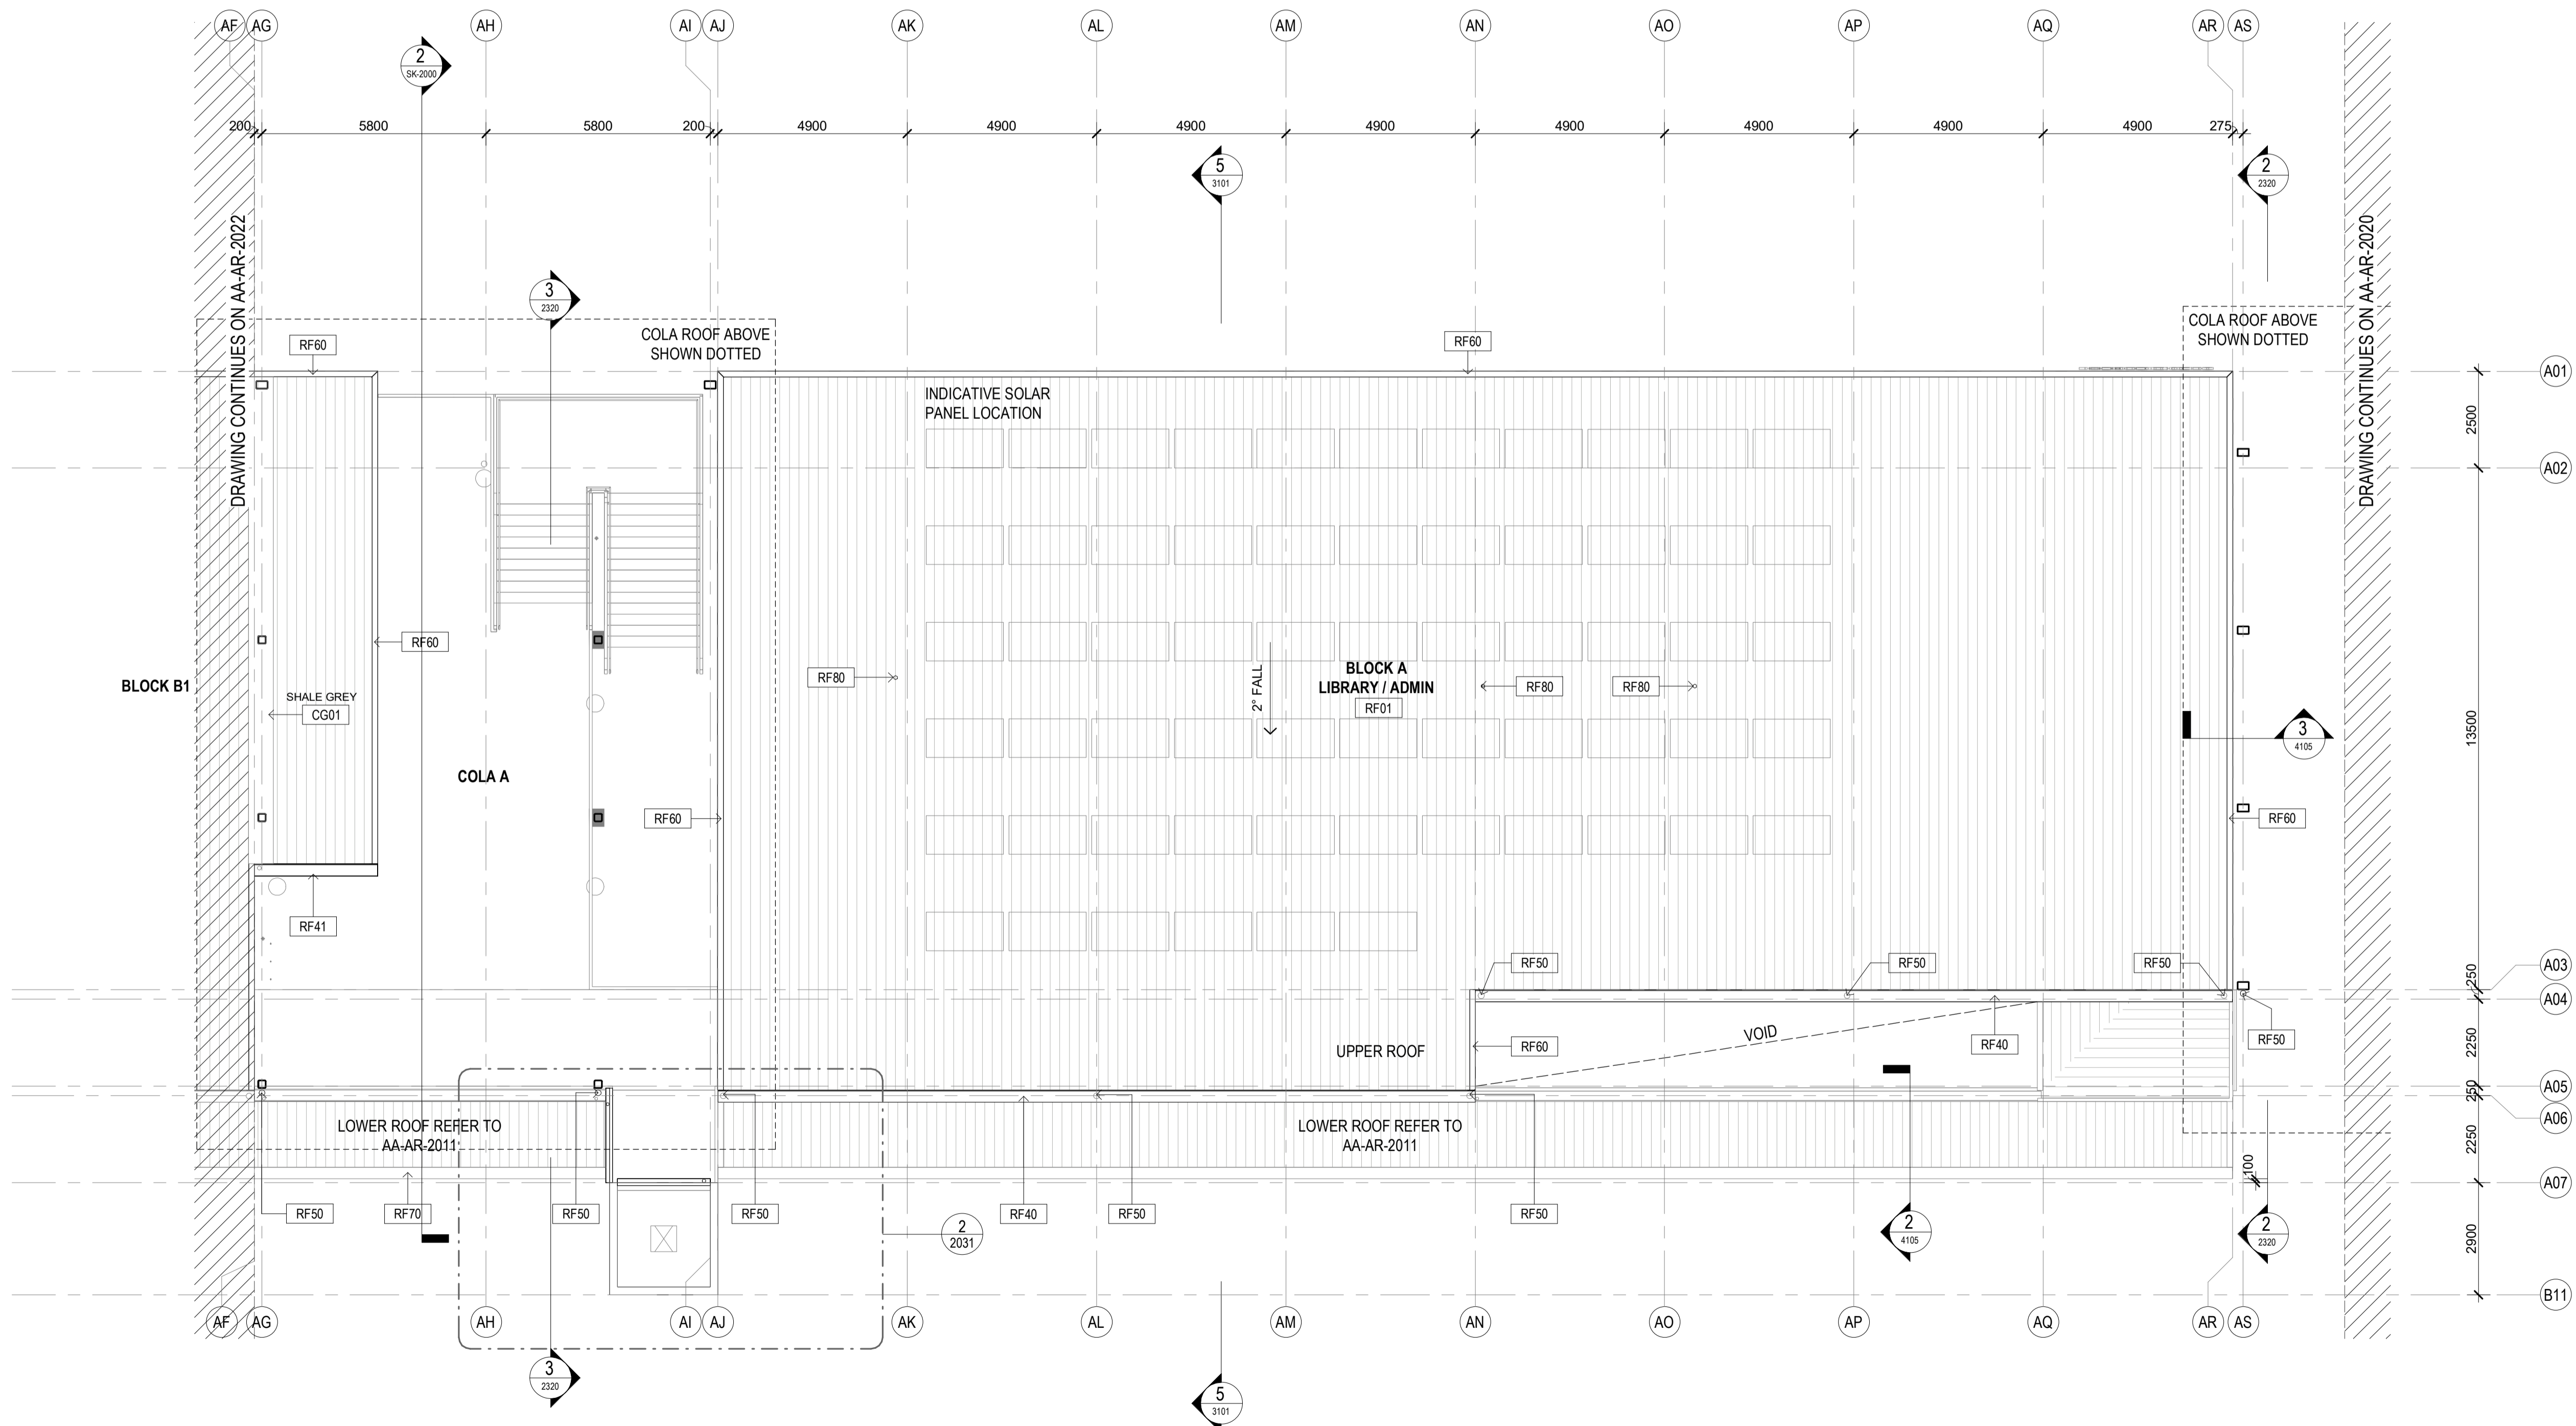 AF
AG
AH
AI
AJ
AK
AL
AM
AN
AO
AP
AQ
AR
AS
2
SK-2000
200
5800
5800
200
4900
4900
4900
4900
4900
4900
4900
4900
275
5
3101
2
2320
3
2320
DRAWING CONTINUES ON AA-AR-2022
DRAWING CONTINUES ON AA-AR-2020
COLA ROOF ABOVE
SHOWN DOTTED
COLA ROOF ABOVE
SHOWN DOTTED
RF60
RF60
A01
INDICATIVE SOLAR
PANEL LOCATION
2500
A02
RF60
BLOCK B1
SHALE GREY
CG01
RF80
2° FALL
BLOCK A
LIBRARY / ADMIN
RF01
RF80
RF80
13500
3
4105
COLA A
RF60
RF60
RF41
RF50
RF50
RF50
250
A03
A04
UPPER ROOF
RF60
VOID
RF40
RF50
2250
A05
250
A06
LOWER ROOF REFER TO
AA-AR-2011
LOWER ROOF REFER TO
AA-AR-2011
2250
100
A07
RF50
RF70
RF50
RF50
RF40
RF50
RF50
2
2031
2
4105
2
2320
2900
B11
AF
AG
AH
AI
AJ
AK
AL
AM
AN
AO
AP
AQ
AR
AS
3
2320
5
3101